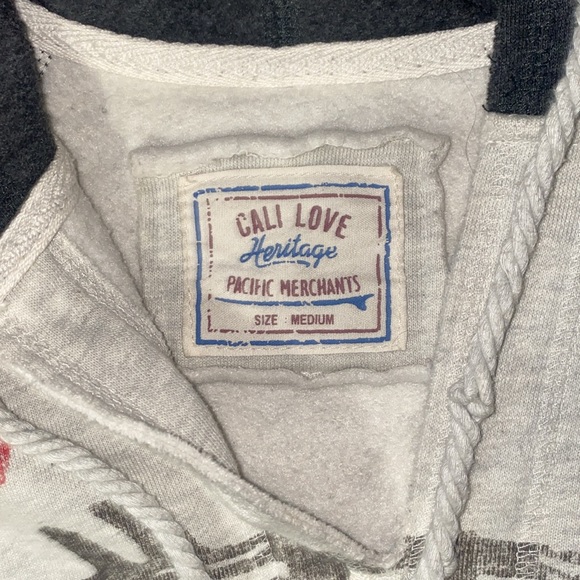 CALI LOVE
Heritage
PACIFIC MERCHANTS
SIZE : MEDIUM